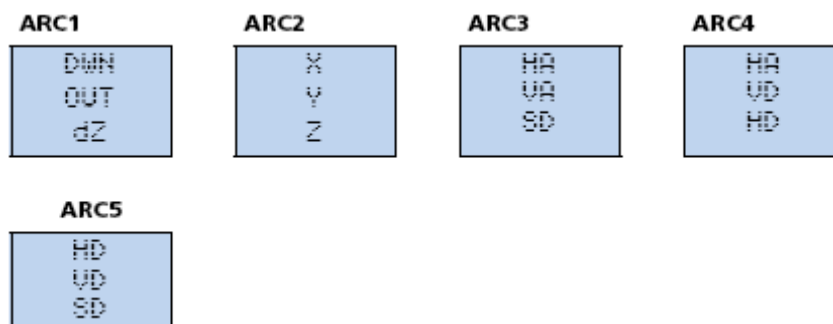 ARC1 ARC2 ARC3 ARC4
DWN X HA HA
OUT Y VA VD
dZ Z SD HD
ARC5
HD
VD
SD